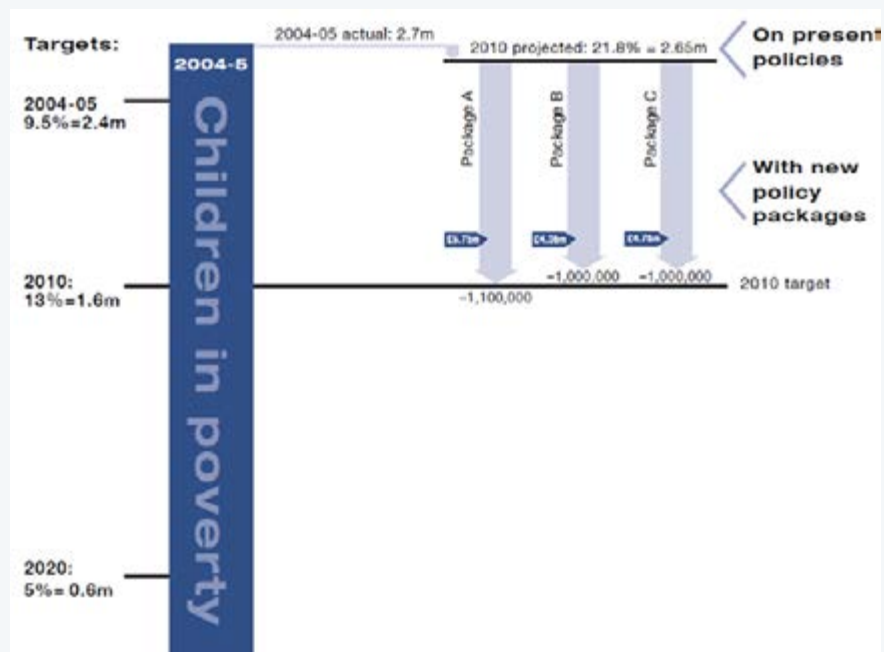 Targets:
2004-05 actual: 2.7m
2010 projected: 21.8% = 2.65m
On present
policies
2004-5
2004-05
9.5%=2.4m
Children in poverty
Package A
Package B
Package C
With new
policy
packages
2010:
13%=1.6m
-1,100,000
-1,000,000
-1,000,000
2010 target
2020:
5%= 0.6m